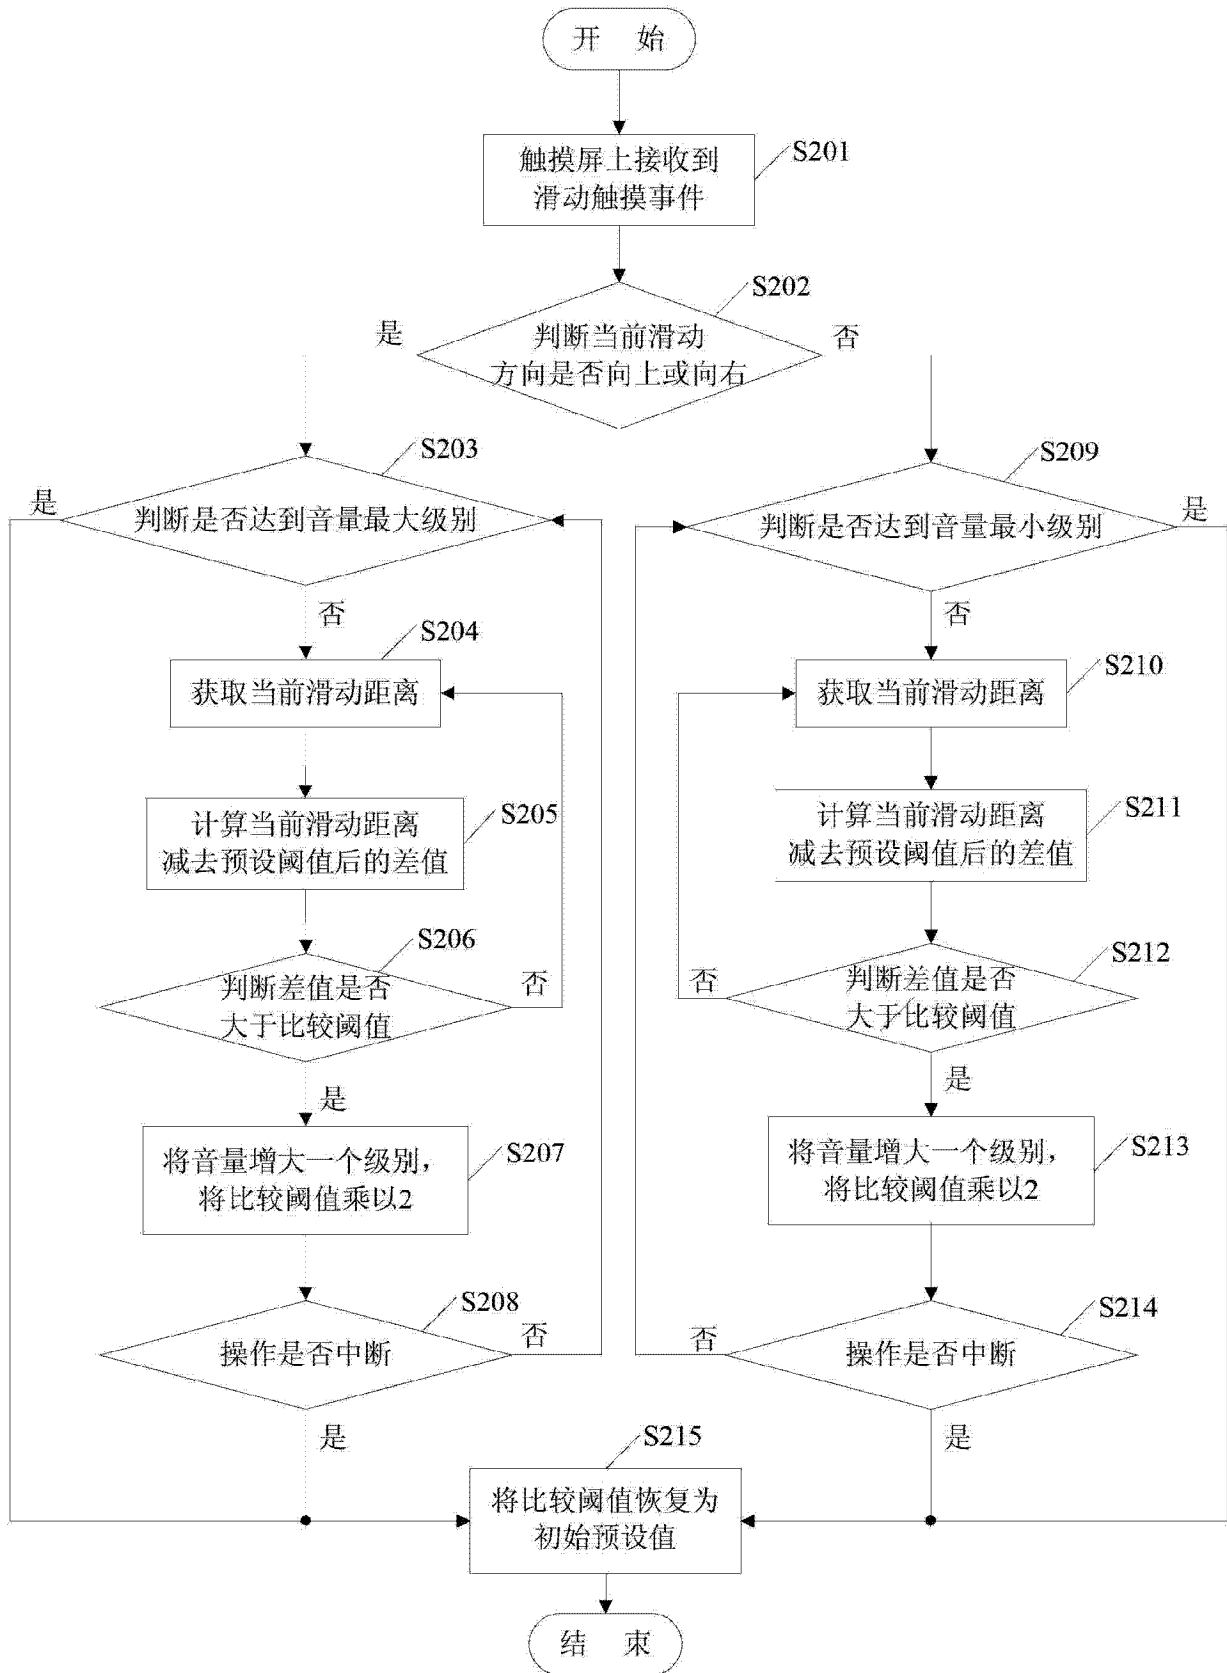 开 始
触摸屏上接收到
滑动触摸事件
S201
S202
判断当前滑动
方向是否向上或向右
是
否
S203
判断是否达到音量最大级别
是
否
S204
获取当前滑动距离
计算当前滑动距离
减去预设阈值后的差值
S205
S206
判断差值是否
大于比较阈值
否
是
将音量增大一个级别，
将比较阈值乘以2
S207
S208
操作是否中断
否
是
S209
判断是否达到音量最小级别
是
否
获取当前滑动距离
S210
计算当前滑动距离
减去预设阈值后的差值
S211
判断差值是否
大于比较阈值
S212
否
是
将音量增大一个级别，
将比较阈值乘以2
S213
操作是否中断
S214
否
是
S215
将比较阈值恢复为
初始预设值
结 束